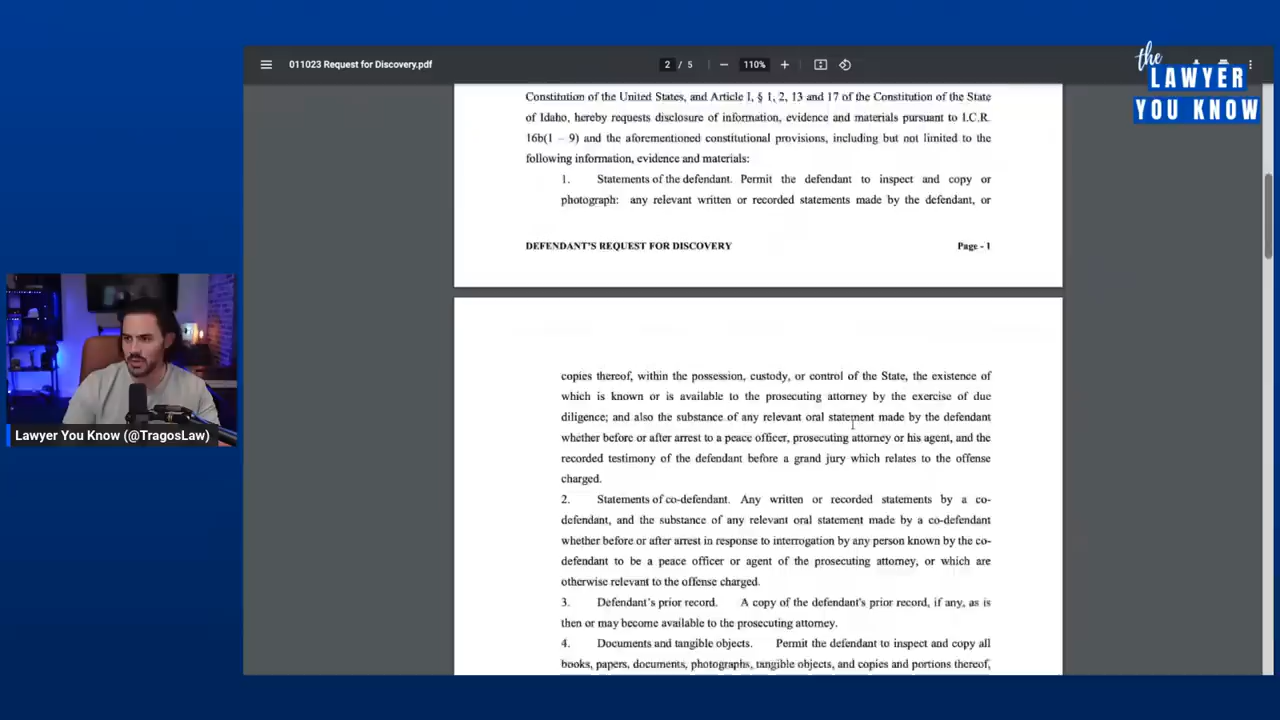 011023 Request for Discovery.pdf
2 / 5
110%
the
LAWYER
YOU KNOW
Constitution of the United States, and Article I, § 1, 2, 13 and 17 of the Constitution of the State
of Idaho, hereby requests disclosure of information, evidence and materials pursuant to I.C.R.
16b(1 – 9) and the aforementioned constitutional provisions, including but not limited to the
following information, evidence and materials:
1. Statements of the defendant. Permit the defendant to inspect and copy or
photograph: any relevant written or recorded statements made by the defendant, or
DEFENDANT'S REQUEST FOR DISCOVERY Page - 1
copies thereof, within the possession, custody, or control of the State, the existence of
which is known or is available to the prosecuting attorney by the exercise of due
diligence; and also the substance of any relevant oral statement made by the defendant
whether before or after arrest to a peace officer, prosecuting attorney or his agent, and the
recorded testimony of the defendant before a grand jury which relates to the offense
charged.
2. Statements of co-defendant. Any written or recorded statements by a co-
defendant, and the substance of any relevant oral statement made by a co-defendant
whether before or after arrest in response to interrogation by any person known by the co-
defendant to be a peace officer or agent of the prosecuting attorney, or which are
otherwise relevant to the offense charged.
3. Defendant's prior record. A copy of the defendant's prior record, if any, as is
then or may become available to the prosecuting attorney.
4. Documents and tangible objects. Permit the defendant to inspect and copy all
books, papers, documents, photographs, tangible objects, and copies and portions thereof,
Lawyer You Know (@TragosLaw)